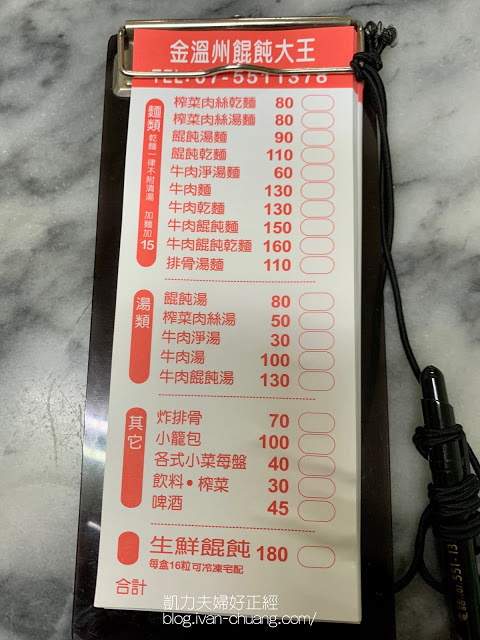 金溫州餛飩大王
TEL:07-5511378
麵類 乾麵一律不附清湯 加麵加15
榨菜肉絲乾麵 80
榨菜肉絲湯麵 80
餛飩湯麵 90
餛飩乾麵 110
牛肉淨湯麵 60
牛肉麵 130
牛肉乾麵 130
牛肉餛飩麵 150
牛肉餛飩乾麵 160
排骨湯麵 110
湯類
餛飩湯 80
榨菜肉絲湯 50
牛肉淨湯 30
牛肉湯 100
牛肉餛飩湯 130
其它
炸排骨 70
小籠包 100
各式小菜每盤 40
飲料•榨菜 30
啤酒 45
生鮮餛飩 180
每盒16粒可冷凍宅配
合計
凱力夫婦好正經
blog.ivan-chuang.com/